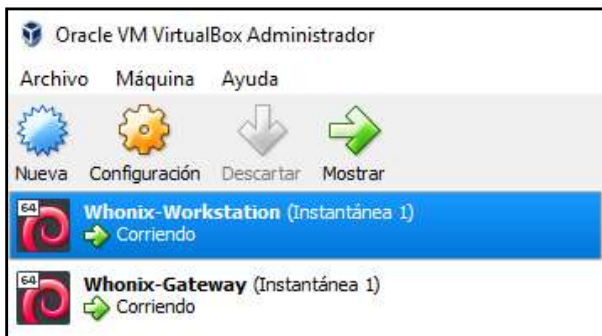 Oracle VM VirtualBox Administrador
Archivo Máquina Ayuda
Nueva Configuración Descartar Mostrar
64 Whonix-Workstation (Instantánea 1)
Corriendo
64 Whonix-Gateway (Instantánea 1)
Corriendo